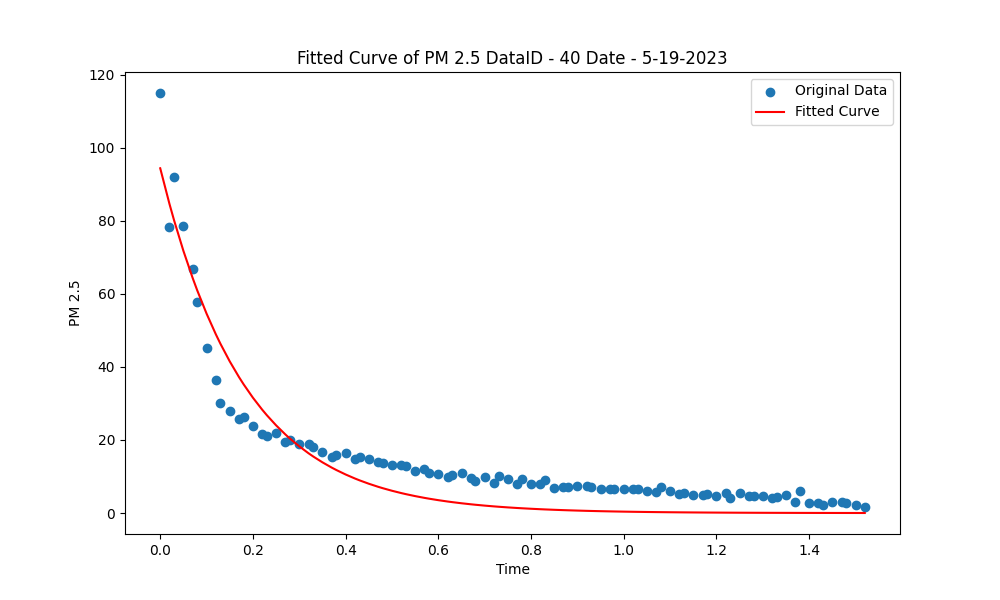 Fitted Curve of PM 2.5 DataID - 40 Date - 5-19-2023
Original Data
Fitted Curve
120
100
80
60
40
20
0
PM 2.5
0.0 0.2 0.4 0.6 0.8 1.0 1.2 1.4
Time